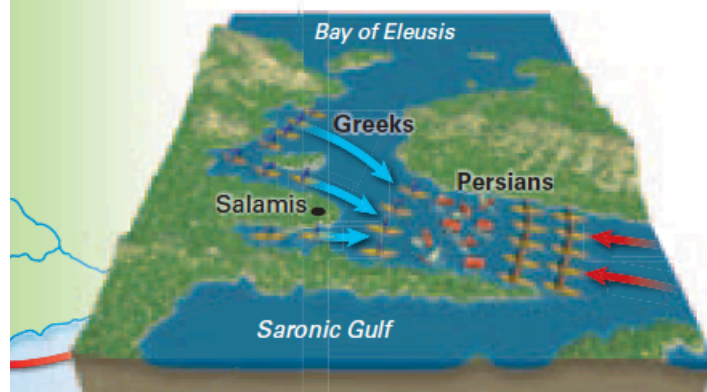 Bay of Eleusis
Greeks
Persians
Salamis
Saronic Gulf